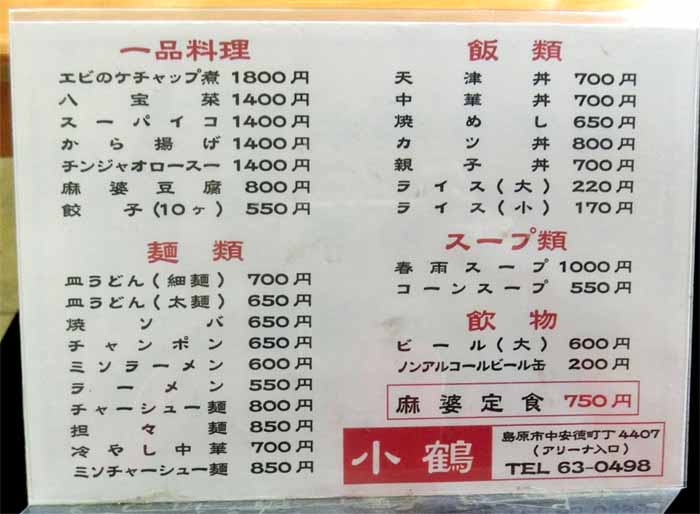 一品料理
エビのケチャップ煮 1800円
八宝菜 1400円
スーパイコ 1400円
から揚げ 1400円
チンジャオロースー 1400円
麻婆豆腐 800円
餃子(10ヶ) 550円
麺類
皿うどん(細麺) 700円
皿うどん(太麺) 650円
焼ソバ 650円
チャンポン 650円
ミソラーメン 600円
ラーメン 550円
チャーシュー麺 800円
担々麺 850円
冷やし中華 700円
ミソチャーシュー麺 850円
飯類
天津丼 700円
中華丼 700円
焼めし 650円
カツ丼 800円
親子丼 700円
ライス(大) 220円
ライス(小) 170円
スープ類
春雨スープ 1000円
コーンスープ 550円
飲物
ビール(大) 600円
ノンアルコールビール缶 200円
麻婆定食 750円
小鶴
島原市中安徳町丁4407
(アリーナ入口)
TEL 63-0498